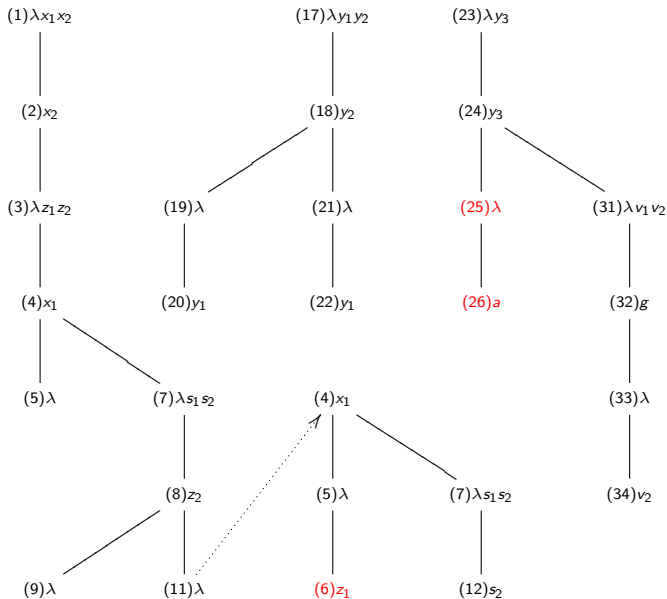 (1)λx₁x₂ (17)λy₁y₂ (23)λy₃
(2)x₂ (18)y₂ (24)y₃
(3)λz₁z₂ (19)λ (21)λ (25)λ (31)λv₁v₂
(4)x₁ (20)y₁ (22)y₁ (26)a (32)g
(5)λ (7)λs₁s₂ (4)x₁ (33)λ
(8)z₂ (5)λ (7)λs₁s₂ (34)v₂
(9)λ (11)λ (6)z₁ (12)s₂